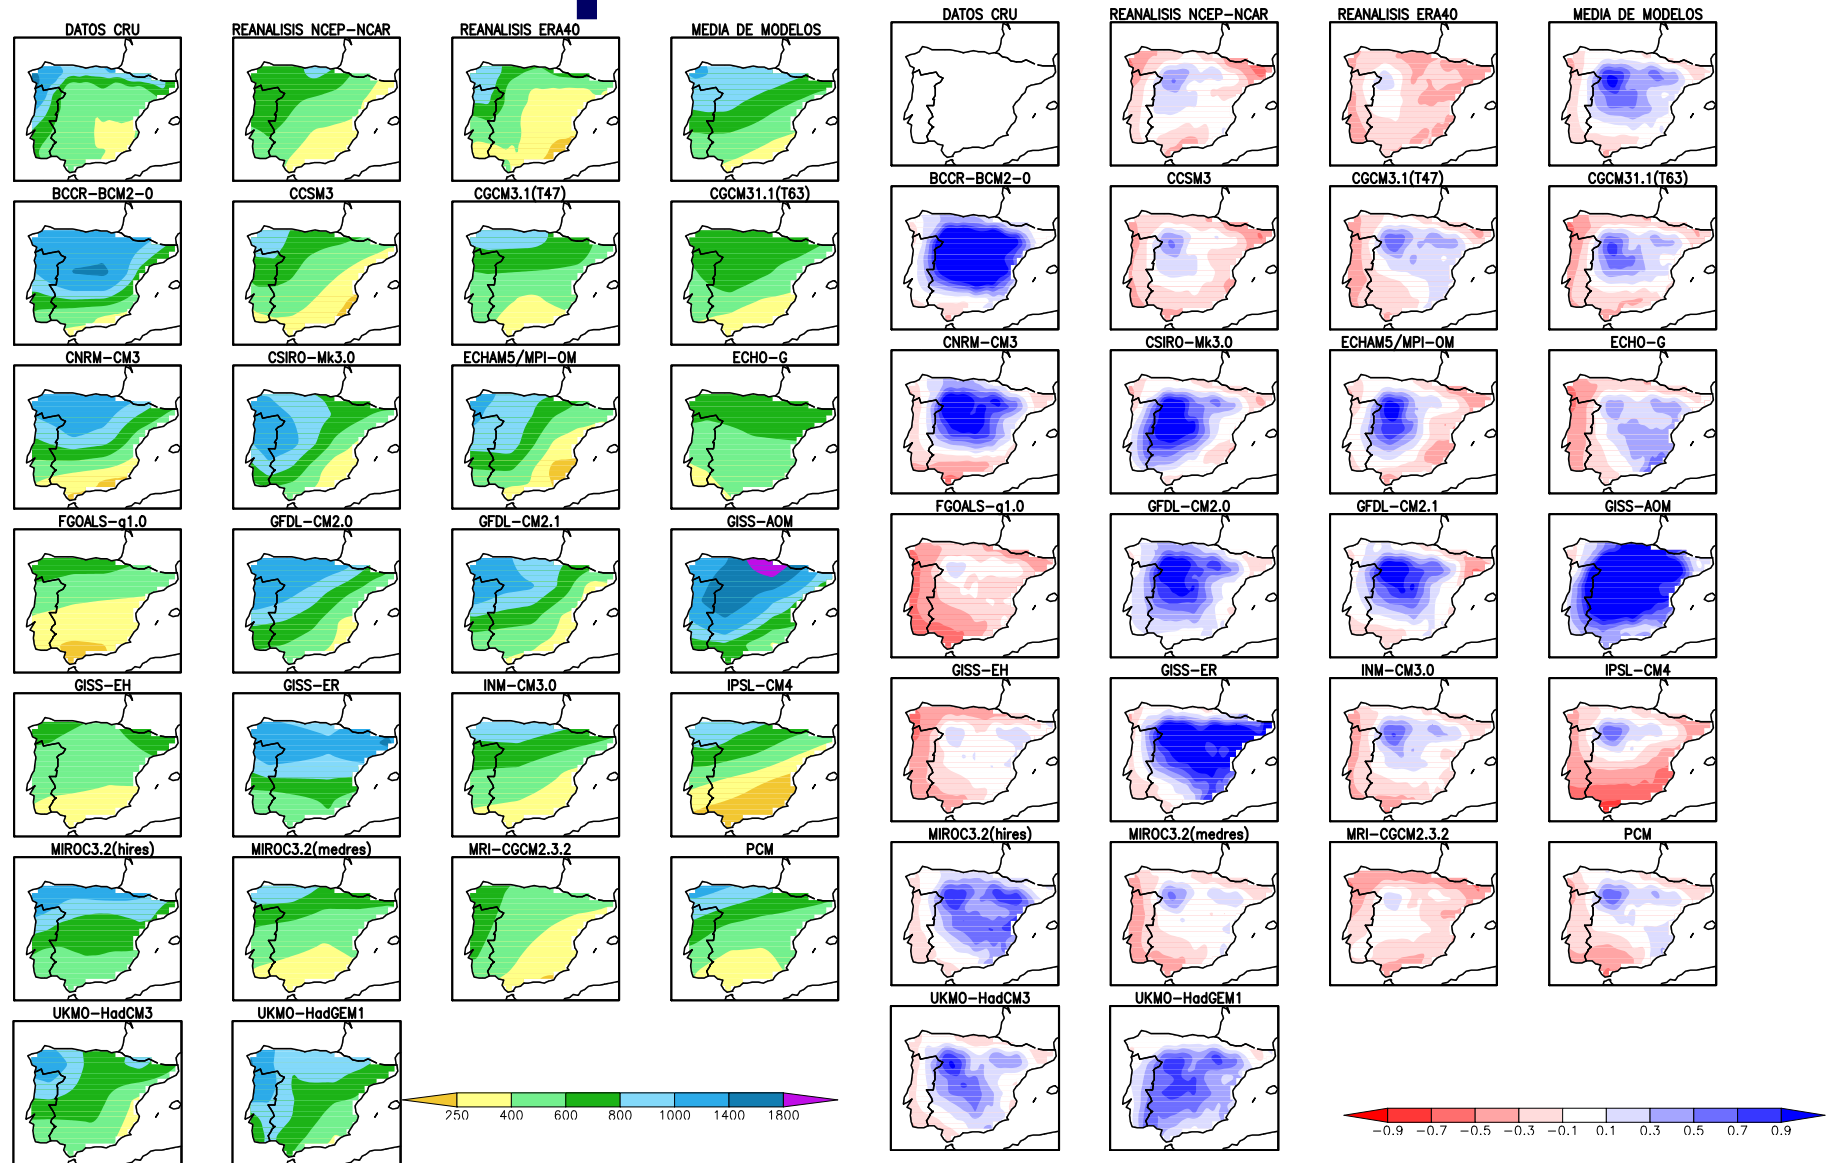 DATOS CRU REANALISIS NCEP-NCAR REANALISIS ERA40 MEDIA DE MODELOS
BCCR-BCM2-0 CCSM3 CGCM3.1(T47) CGCM31.1(T63)
CNRM-CM3 CSIRO-Mk3.0 ECHAM5/MPI-OM ECHO-G
FGOALS-g1.0 GFDL-CM2.0 GFDL-CM2.1 GISS-AOM
GISS-EH GISS-ER INM-CM3.0 IPSL-CM4
MIROC3.2(hires) MIROC3.2(medres) MRI-CGCM2.3.2 PCM
UKMO-HadCM3 UKMO-HadGEM1
250 400 600 800 1000 1400 1800
DATOS CRU REANALISIS NCEP-NCAR REANALISIS ERA40 MEDIA DE MODELOS
BCCR-BCM2-0 CCSM3 CGCM3.1(T47) CGCM31.1(T63)
CNRM-CM3 CSIRO-Mk3.0 ECHAM5/MPI-OM ECHO-G
FGOALS-g1.0 GFDL-CM2.0 GFDL-CM2.1 GISS-AOM
GISS-EH GISS-ER INM-CM3.0 IPSL-CM4
MIROC3.2(hires) MIROC3.2(medres) MRI-CGCM2.3.2 PCM
UKMO-HadCM3 UKMO-HadGEM1
-0.9 -0.7 -0.5 -0.3 -0.1 0.1 0.3 0.5 0.7 0.9